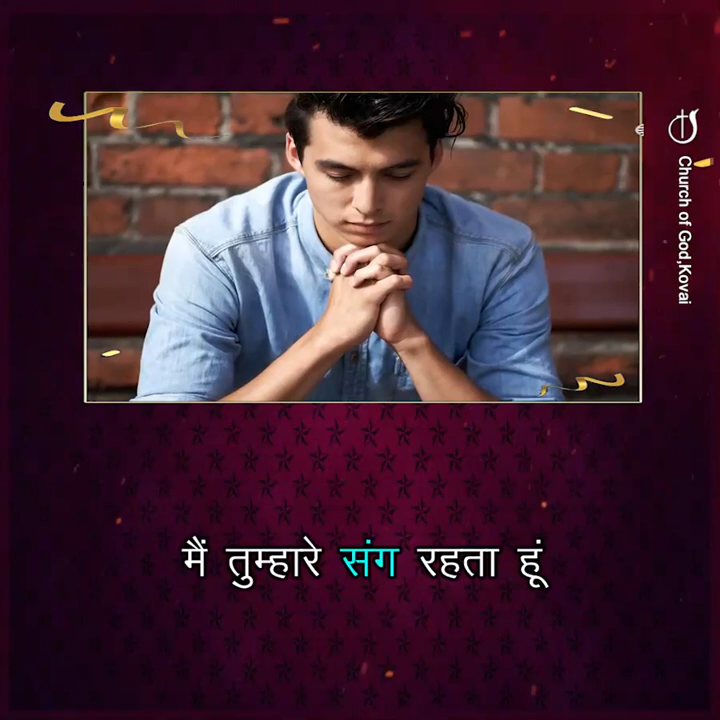 Church of God,Kovai
मैं तुम्हारे संग रहता हूं